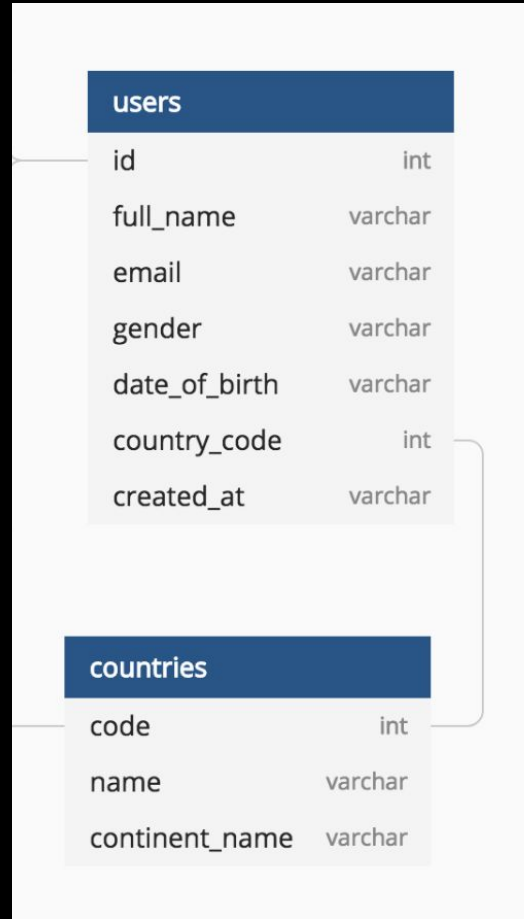 users
id int
full_name varchar
email varchar
gender varchar
date_of_birth varchar
country_code int
created_at varchar
countries
code int
name varchar
continent_name varchar